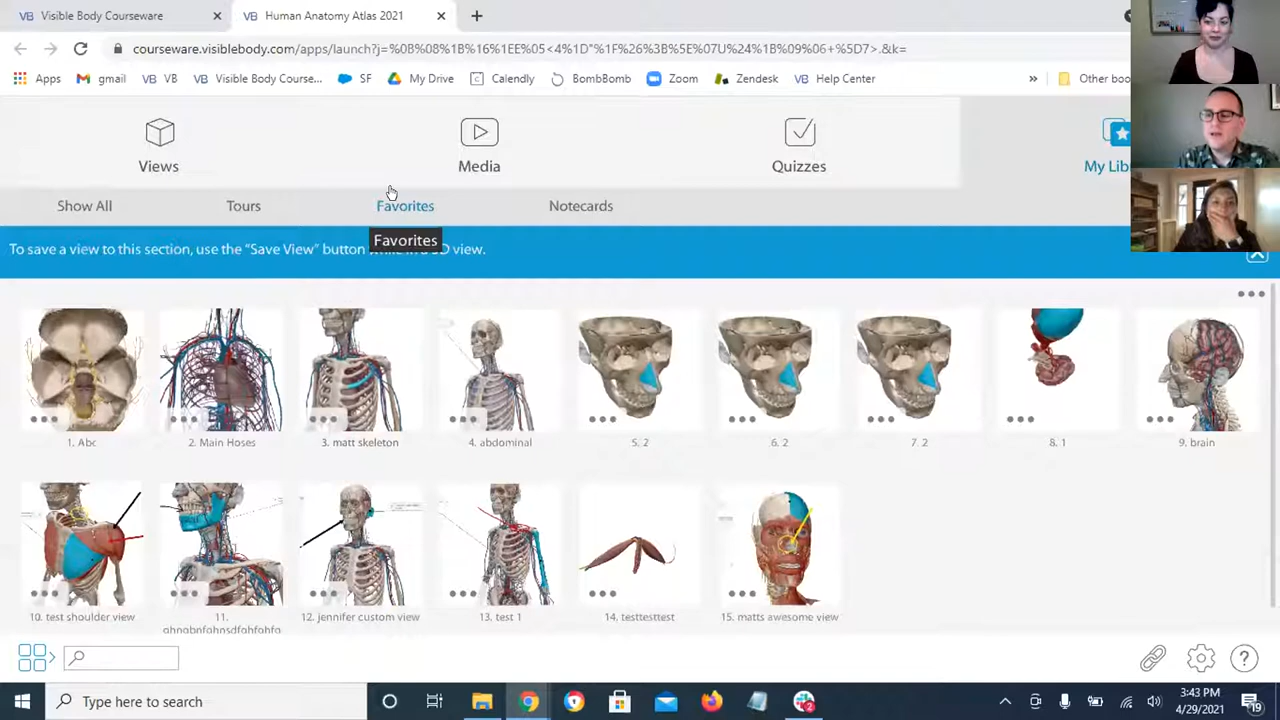 VB Visible Body Courseware
VB Human Anatomy Atlas 2021
courseware.visiblebody.com/apps/launch?j=%0B%08%1B%16%1EE%05<4%1D"%1F%26%3B%5E%07U%24%1B%09%06+%5D7>.&k=
Apps gmail VB VB VB Visible Body Course... SF My Drive Calendly BombBomb Zoom Zendesk VB Help Center » Other boo
Views Media Quizzes My Lib
Show All Tours Favorites Notecards
Favorites
To save a view to this section, use the "Save View" button
view.
1. Abc 2. Main Hoses 3. matt skeleton 4. abdominal 5. 2 6. 2 7. 2 8. 1 9. brain
10. test shoulder view 11. 12. jennifer custom view 13. test 1 14. testtesttest 15. matts awesome view
Type here to search
3:43 PM
4/29/2021
19